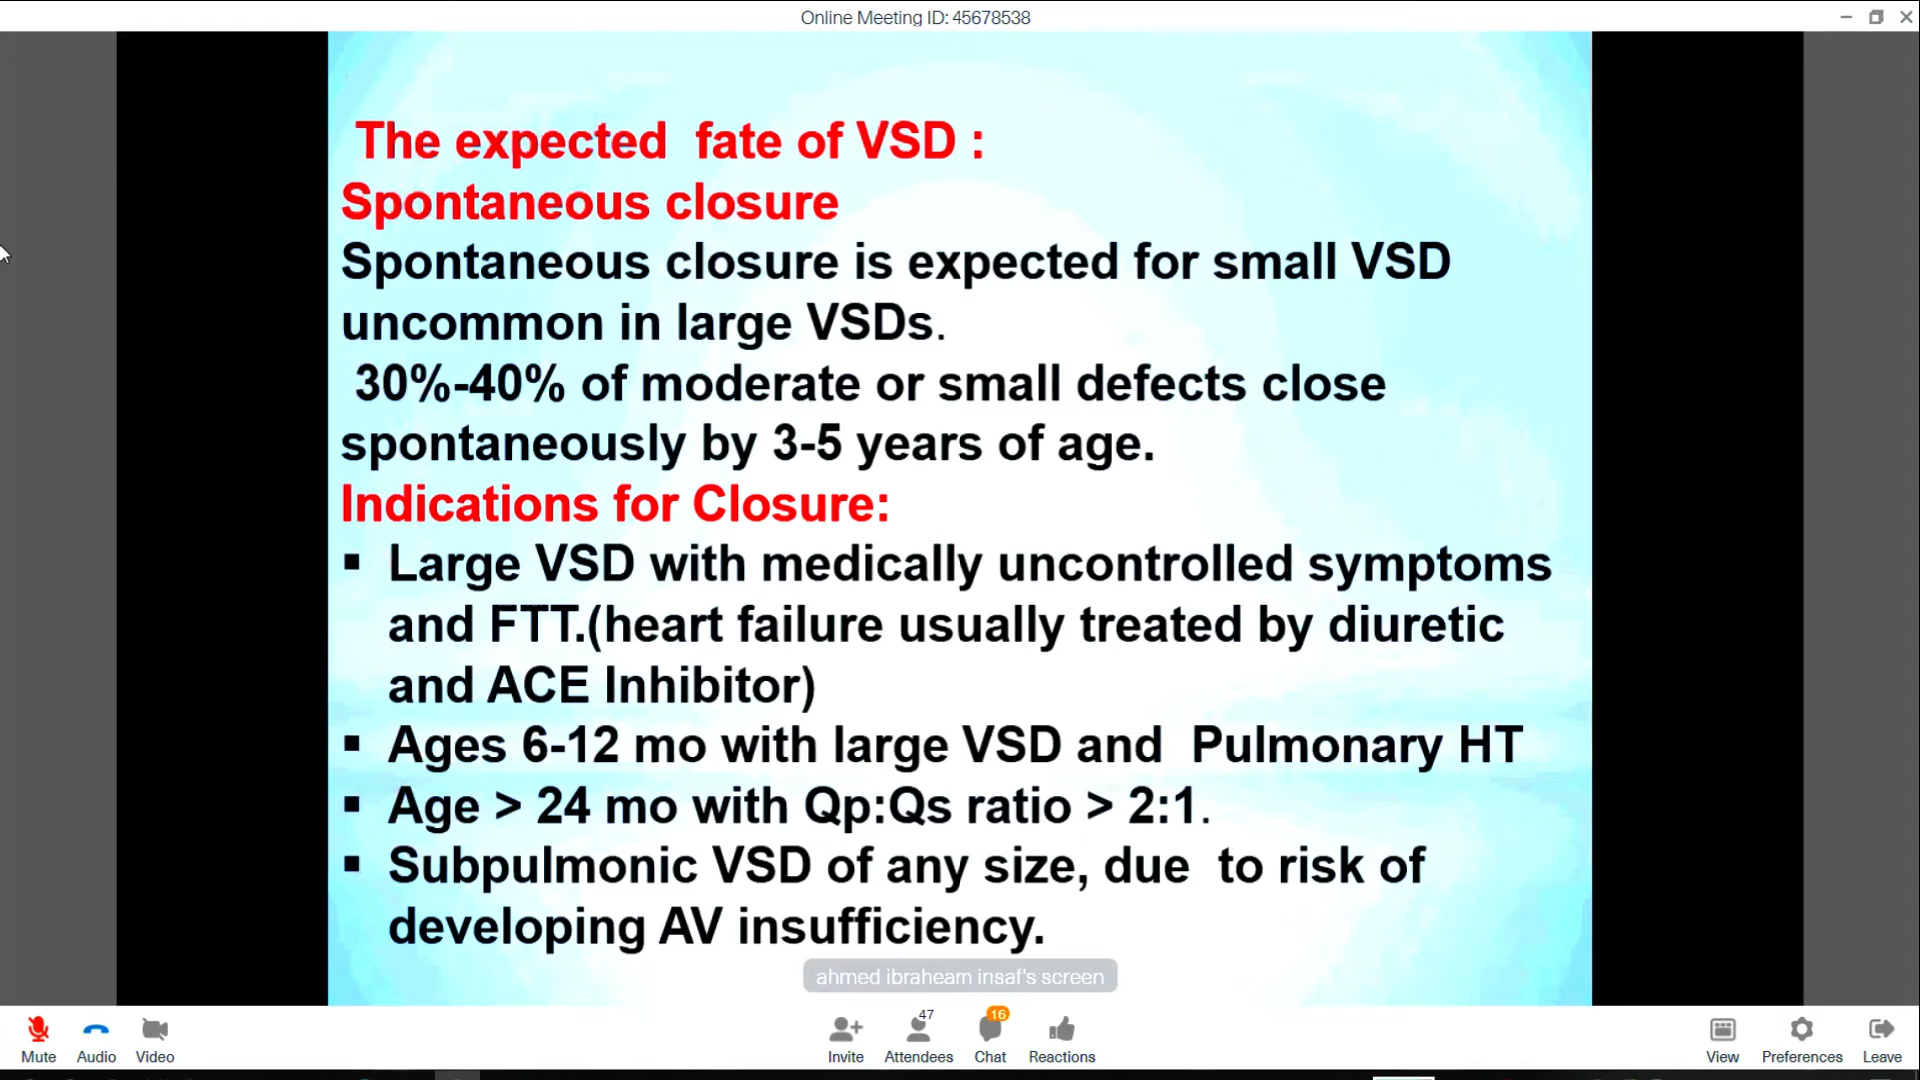 Online Meeting ID: 45678538
The expected fate of VSD :
Spontaneous closure
Spontaneous closure is expected for small VSD
uncommon in large VSDs.
30%-40% of moderate or small defects close
spontaneously by 3-5 years of age.
Indications for Closure:
▪ Large VSD with medically uncontrolled symptoms
and FTT.(heart failure usually treated by diuretic
and ACE Inhibitor)
▪ Ages 6-12 mo with large VSD and Pulmonary HT
▪ Age > 24 mo with Qp:Qs ratio > 2:1.
▪ Subpulmonic VSD of any size, due to risk of
developing AV insufficiency.
ahmed ibraheam insaf's screen
47
16
Mute Audio Video Invite Attendees Chat Reactions View Preferences Leave